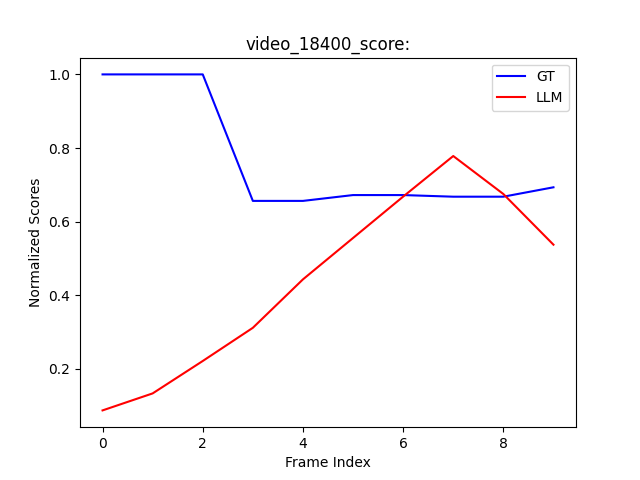 video_18400_score:
GT
LLM
Normalized Scores
1.0
0.8
0.6
0.4
0.2
0 2 4 6 8
Frame Index